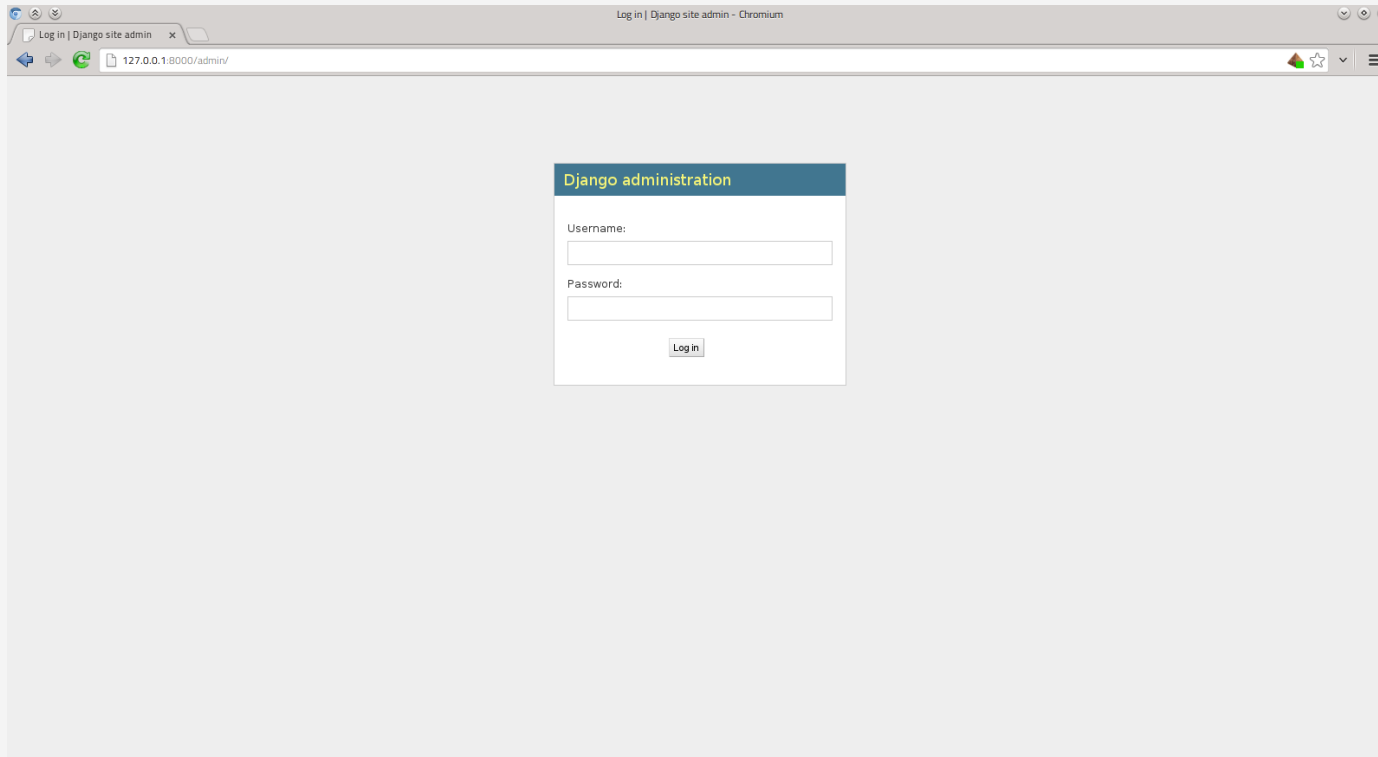 Log in | Django site admin - Chromium
Log in | Django site admin x
127.0.0.1:8000/admin/
Django administration
Username:
Password:
Log in